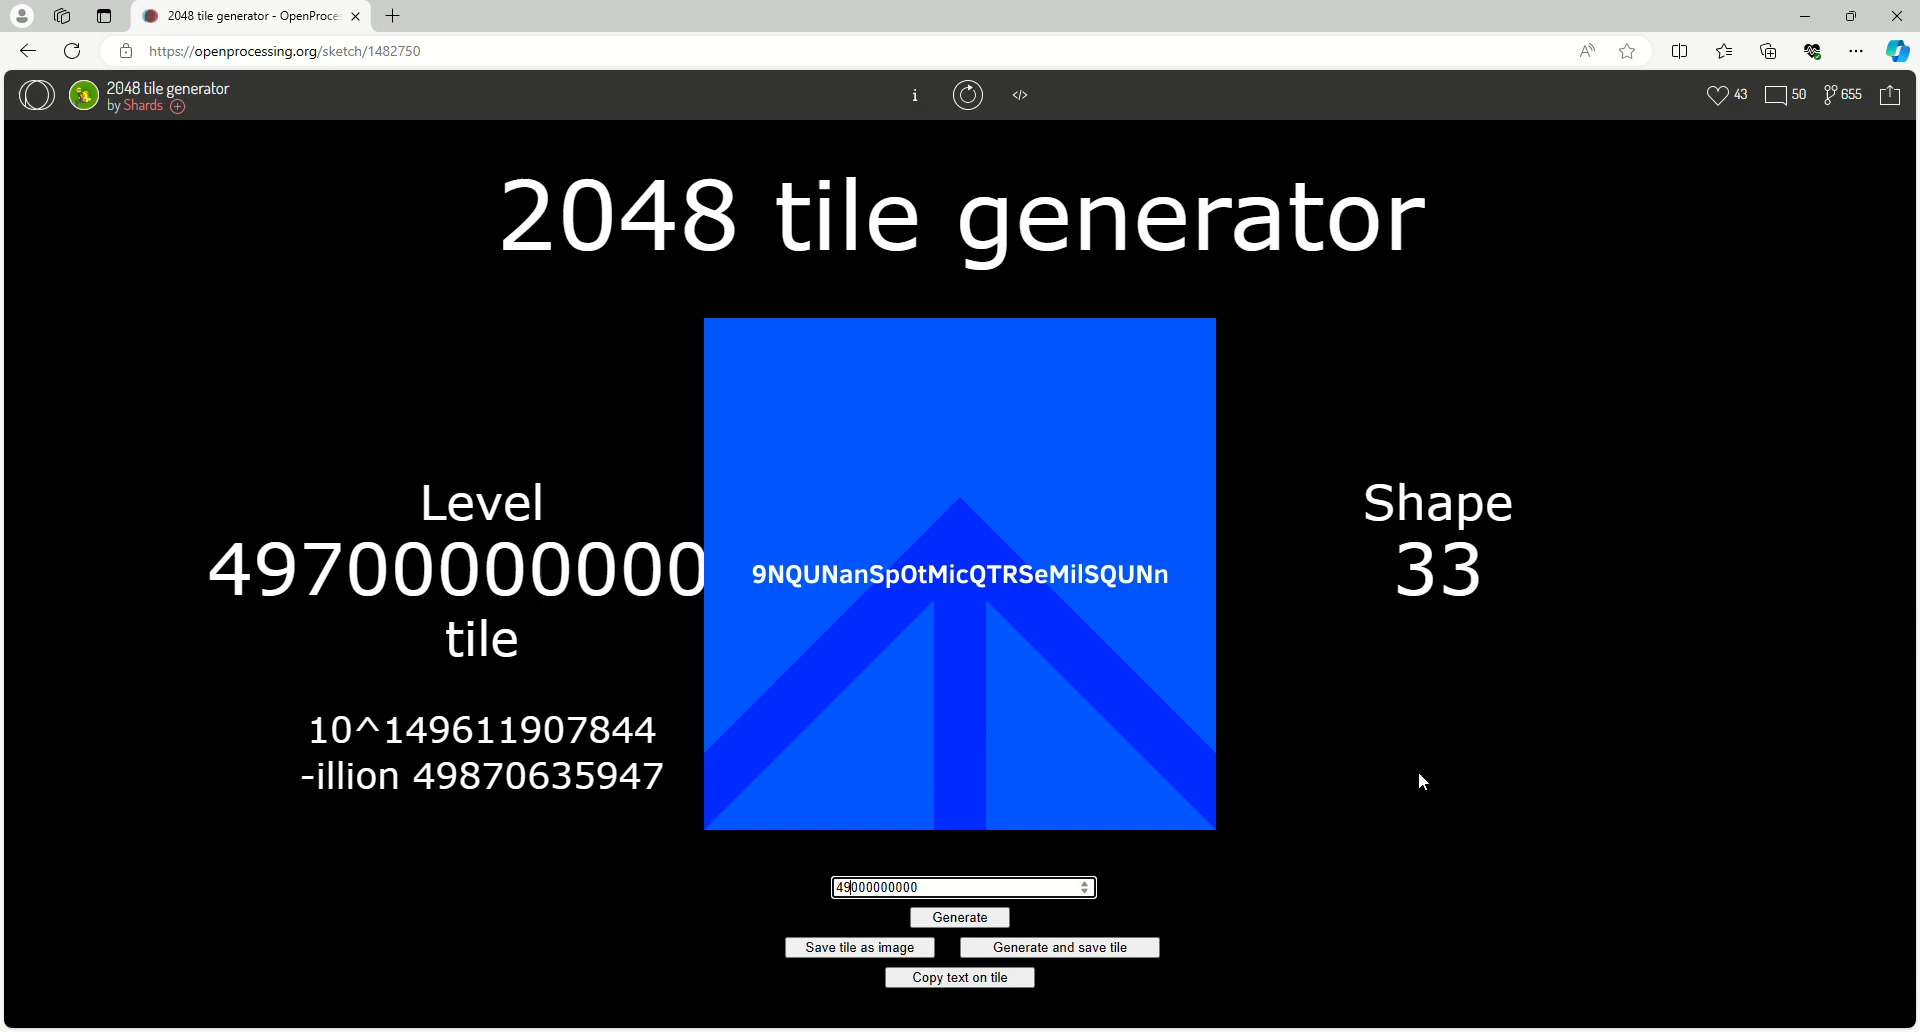 2048 tile generator - OpenProces
https://openprocessing.org/sketch/1482750
2048 tile generator
by Shards
i
</>
43
50
655
2048 tile generator
Level
49700000000
tile
10^149611907844
-illion 49870635947
9NQUNanSpOtMicQTRSeMilSQUNn
Shape
33
49000000000
Generate
Save tile as image
Generate and save tile
Copy text on tile